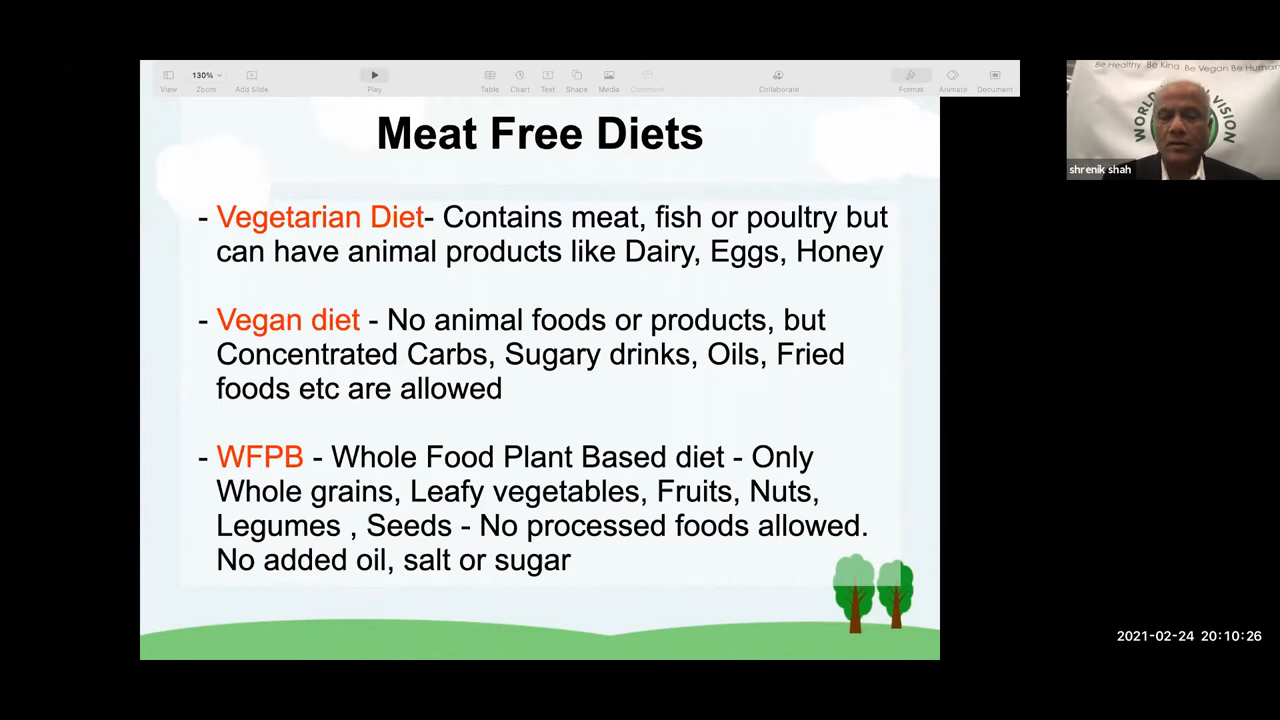 130%
View
Zoom
Add Slide
Play
Table
Chart
Text
Shape
Media
Comment
Collaborate
Format
Animate
Document
Meat Free Diets
- Vegetarian Diet- Contains meat, fish or poultry but
can have animal products like Dairy, Eggs, Honey
- Vegan diet - No animal foods or products, but
Concentrated Carbs, Sugary drinks, Oils, Fried
foods etc are allowed
- WFPB - Whole Food Plant Based diet - Only
Whole grains, Leafy vegetables, Fruits, Nuts,
Legumes , Seeds - No processed foods allowed.
No added oil, salt or sugar
Be Healthy Be Kind Be Vegan Be Human
WORLD VISION
shrenik shah
2021-02-24 20:10:26